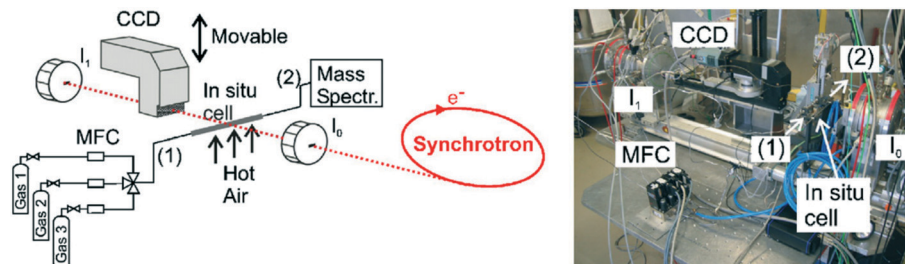 CCD
Movable
I1
In situ
cell
(2)
Mass
Spectr.
I0
e-
Synchrotron
MFC
(1)
Hot
Air
Gas 1
Gas 2
Gas 3
CCD
(2)
I1
(1)
I0
MFC
In situ
cell